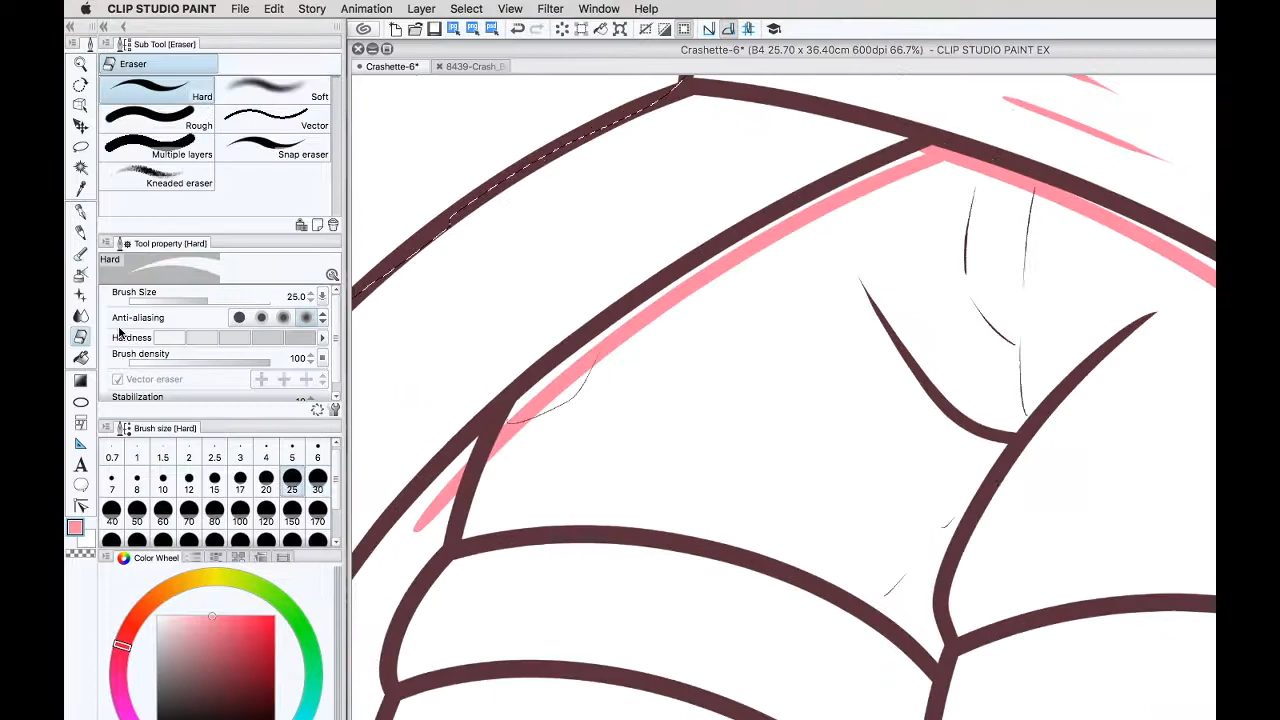 CLIP STUDIO PAINT File Edit Story Animation Layer Select View Filter Window Help
Sub Tool [Eraser]
Crashette-6* (B4 25.70 x 36.40cm 600dpi 66.7%) - CLIP STUDIO PAINT EX
Eraser
Crashette-6* 8439-Crash_B
Hard Soft
Rough Vector
Multiple layers Snap eraser
Kneaded eraser
Tool property [Hard]
Hard
Brush Size 25.0
Anti-aliasing
Hardness
Brush density 100
Vector eraser
Stabilization
Brush size [Hard]
0.7 1 1.5 2 2.5 3 4 5 6
7 8 10 12 15 17 20 25 30
40 50 60 70 80 100 120 150 170
Color Wheel